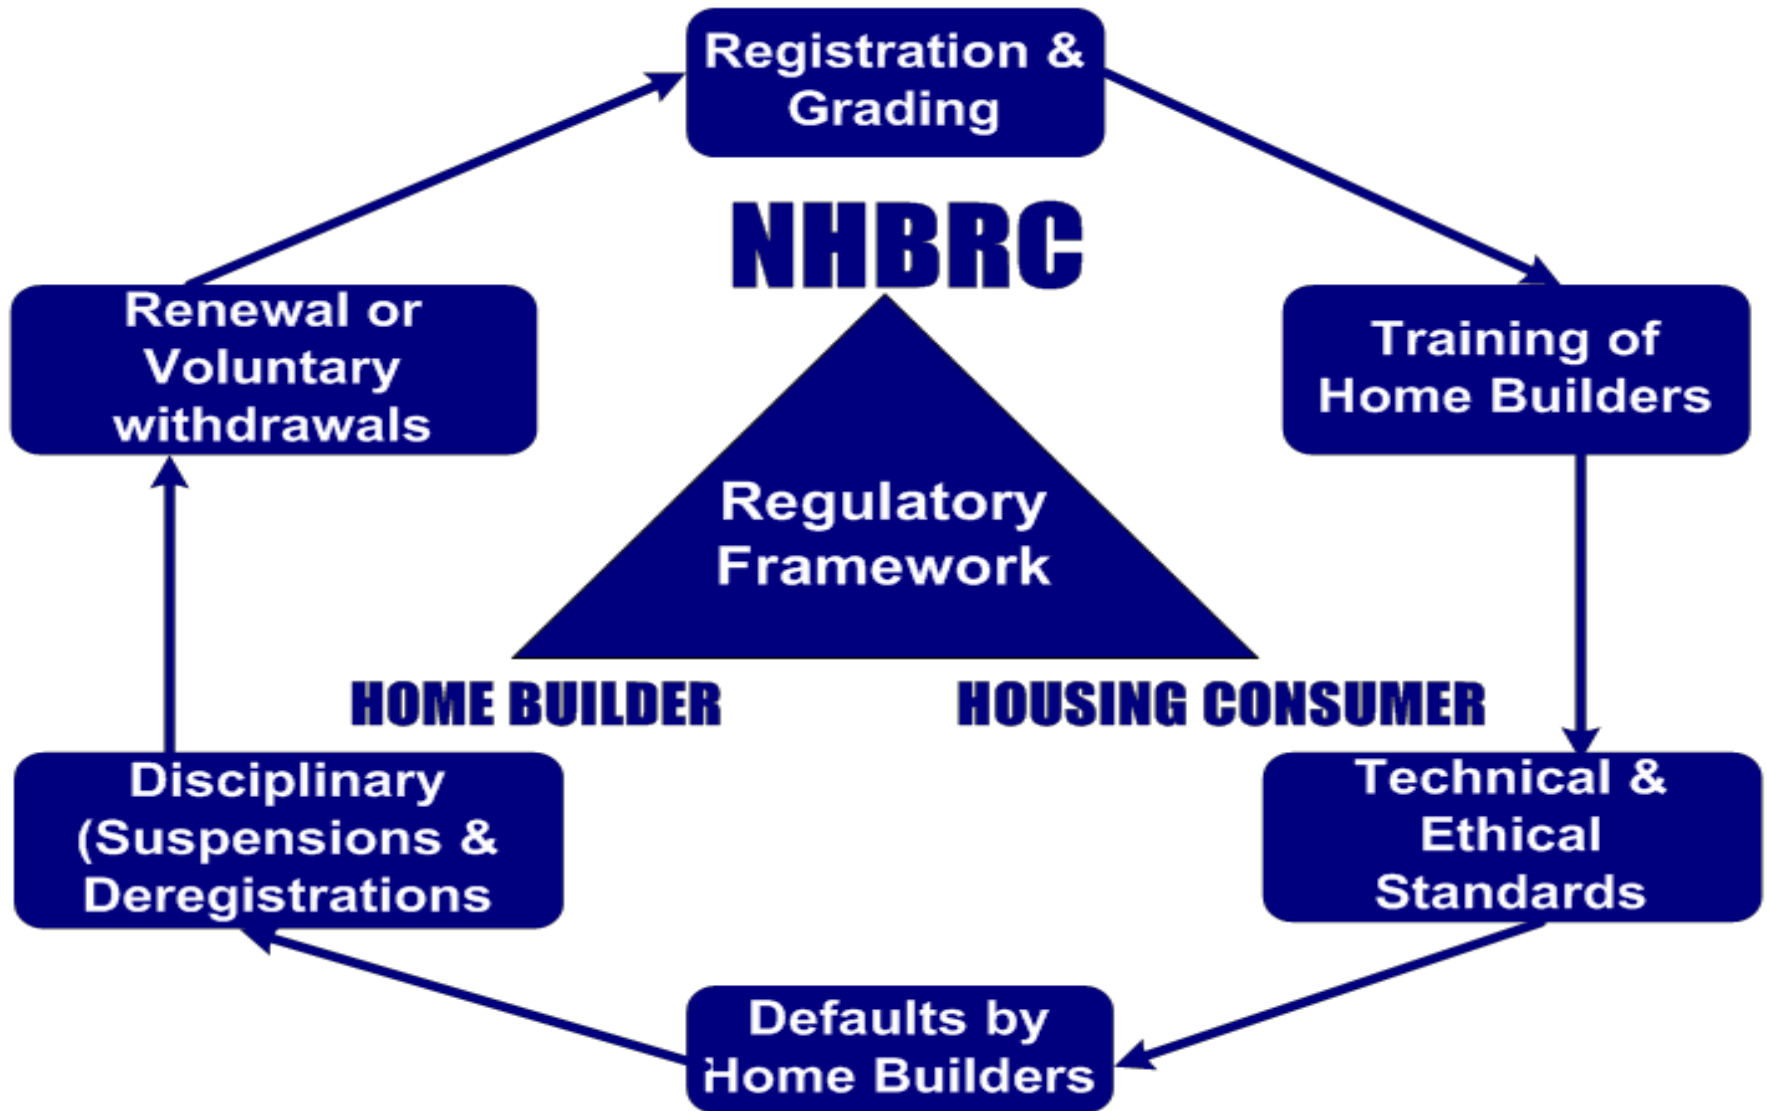 Registration &
Grading
NHBRC
Renewal or
Voluntary
withdrawals
Training of
Home Builders
Regulatory
Framework
HOME BUILDER
HOUSING CONSUMER
Disciplinary
(Suspensions &
Deregistrations
Technical &
Ethical
Standards
Defaults by
Home Builders